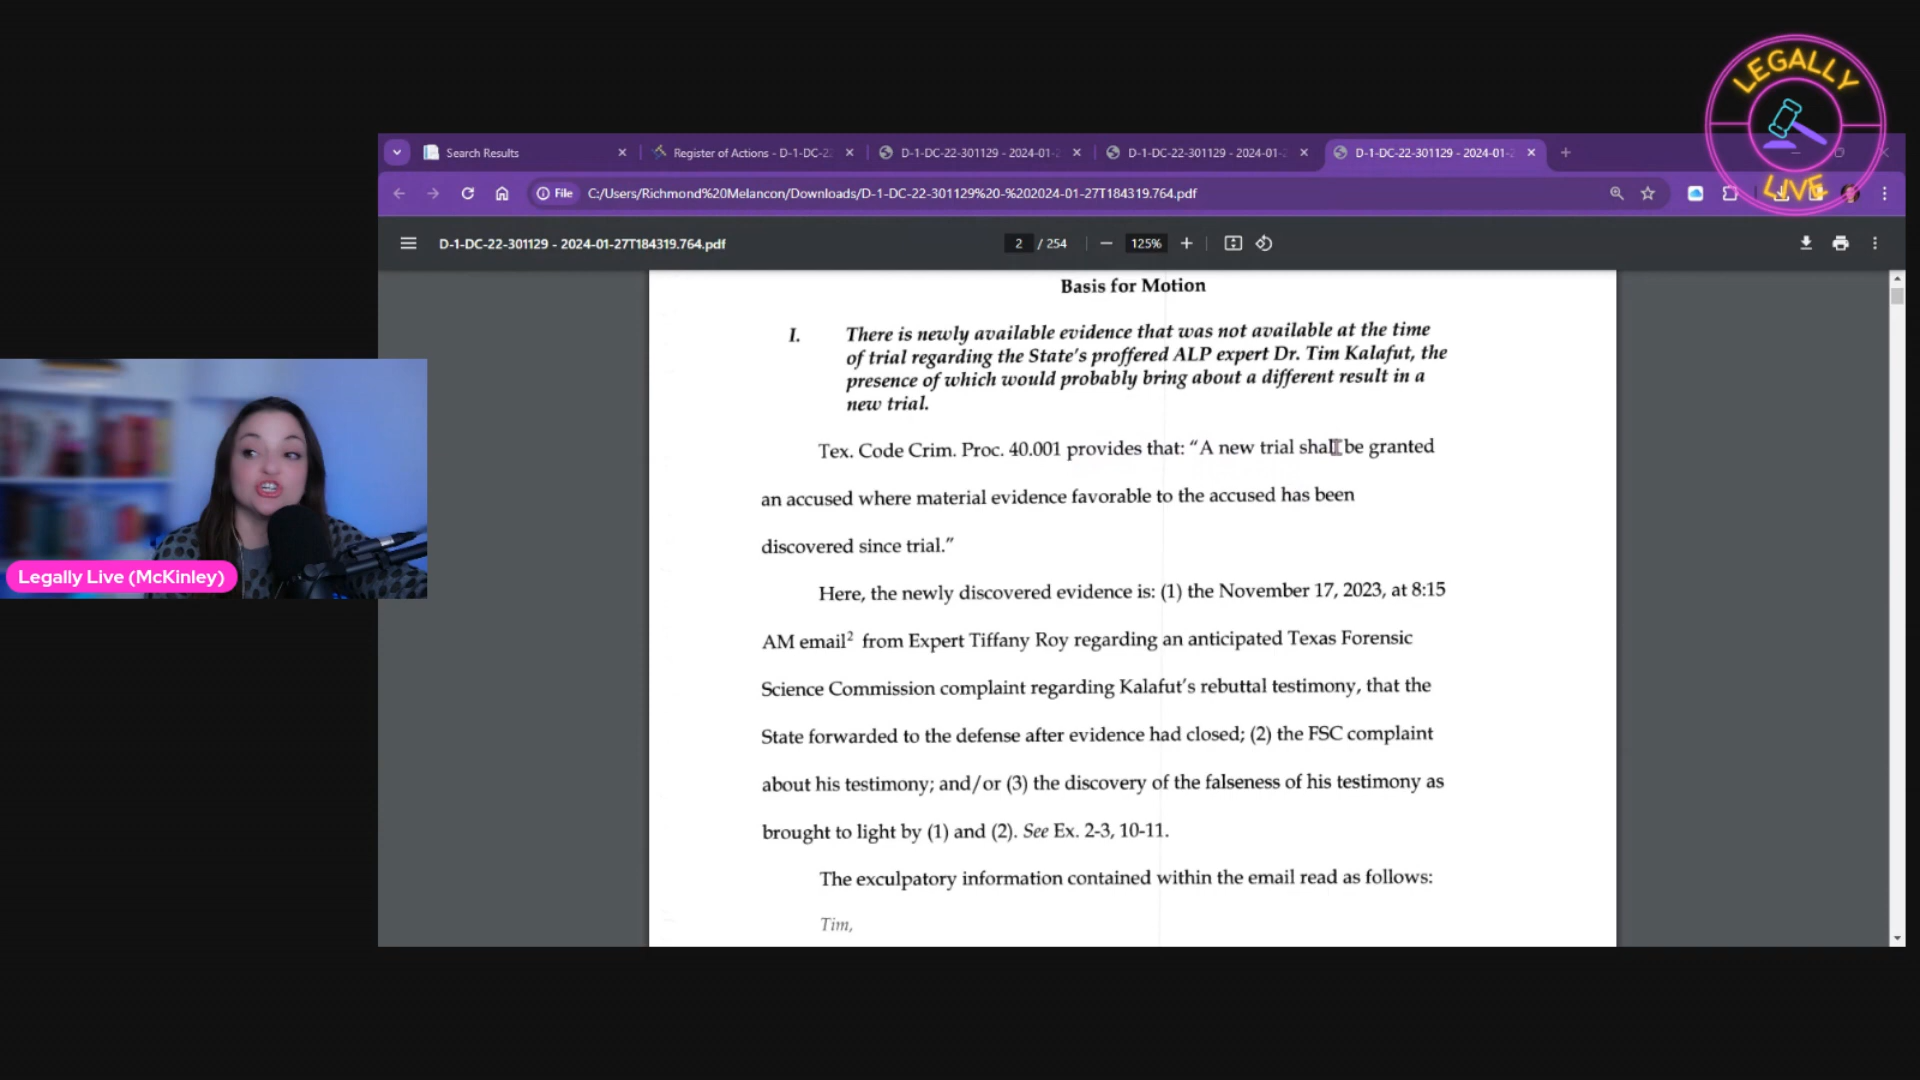 LEGALLY
LIVE
Search Results
Register of Actions - D-1-DC-22
D-1-DC-22-301129 - 2024-01-2
D-1-DC-22-301129 - 2024-01-2
D-1-DC-22-301129 - 2024-01-2
File
C:/Users/Richmond%20Melancon/Downloads/D-1-DC-22-301129%20-%202024-01-27T184319.764.pdf
D-1-DC-22-301129 - 2024-01-27T184319.764.pdf
2 / 254
125%
Basis for Motion
I. There is newly available evidence that was not available at the time
of trial regarding the State's proffered ALP expert Dr. Tim Kalafut, the
presence of which would probably bring about a different result in a
new trial.
Tex. Code Crim. Proc. 40.001 provides that: “A new trial shall be granted
an accused where material evidence favorable to the accused has been
discovered since trial.”
Here, the newly discovered evidence is: (1) the November 17, 2023, at 8:15
AM email2 from Expert Tiffany Roy regarding an anticipated Texas Forensic
Science Commission complaint regarding Kalafut's rebuttal testimony, that the
State forwarded to the defense after evidence had closed; (2) the FSC complaint
about his testimony; and/or (3) the discovery of the falseness of his testimony as
brought to light by (1) and (2). See Ex. 2-3, 10-11.
The exculpatory information contained within the email read as follows:
Tim,
Legally Live (McKinley)